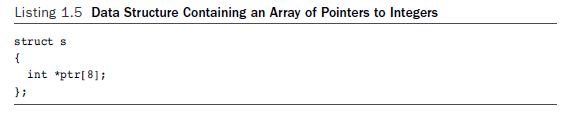 Listing 1.5 Data Structure Containing an Array of Pointers to Integers
struct s
{
  int *ptr[8];
};